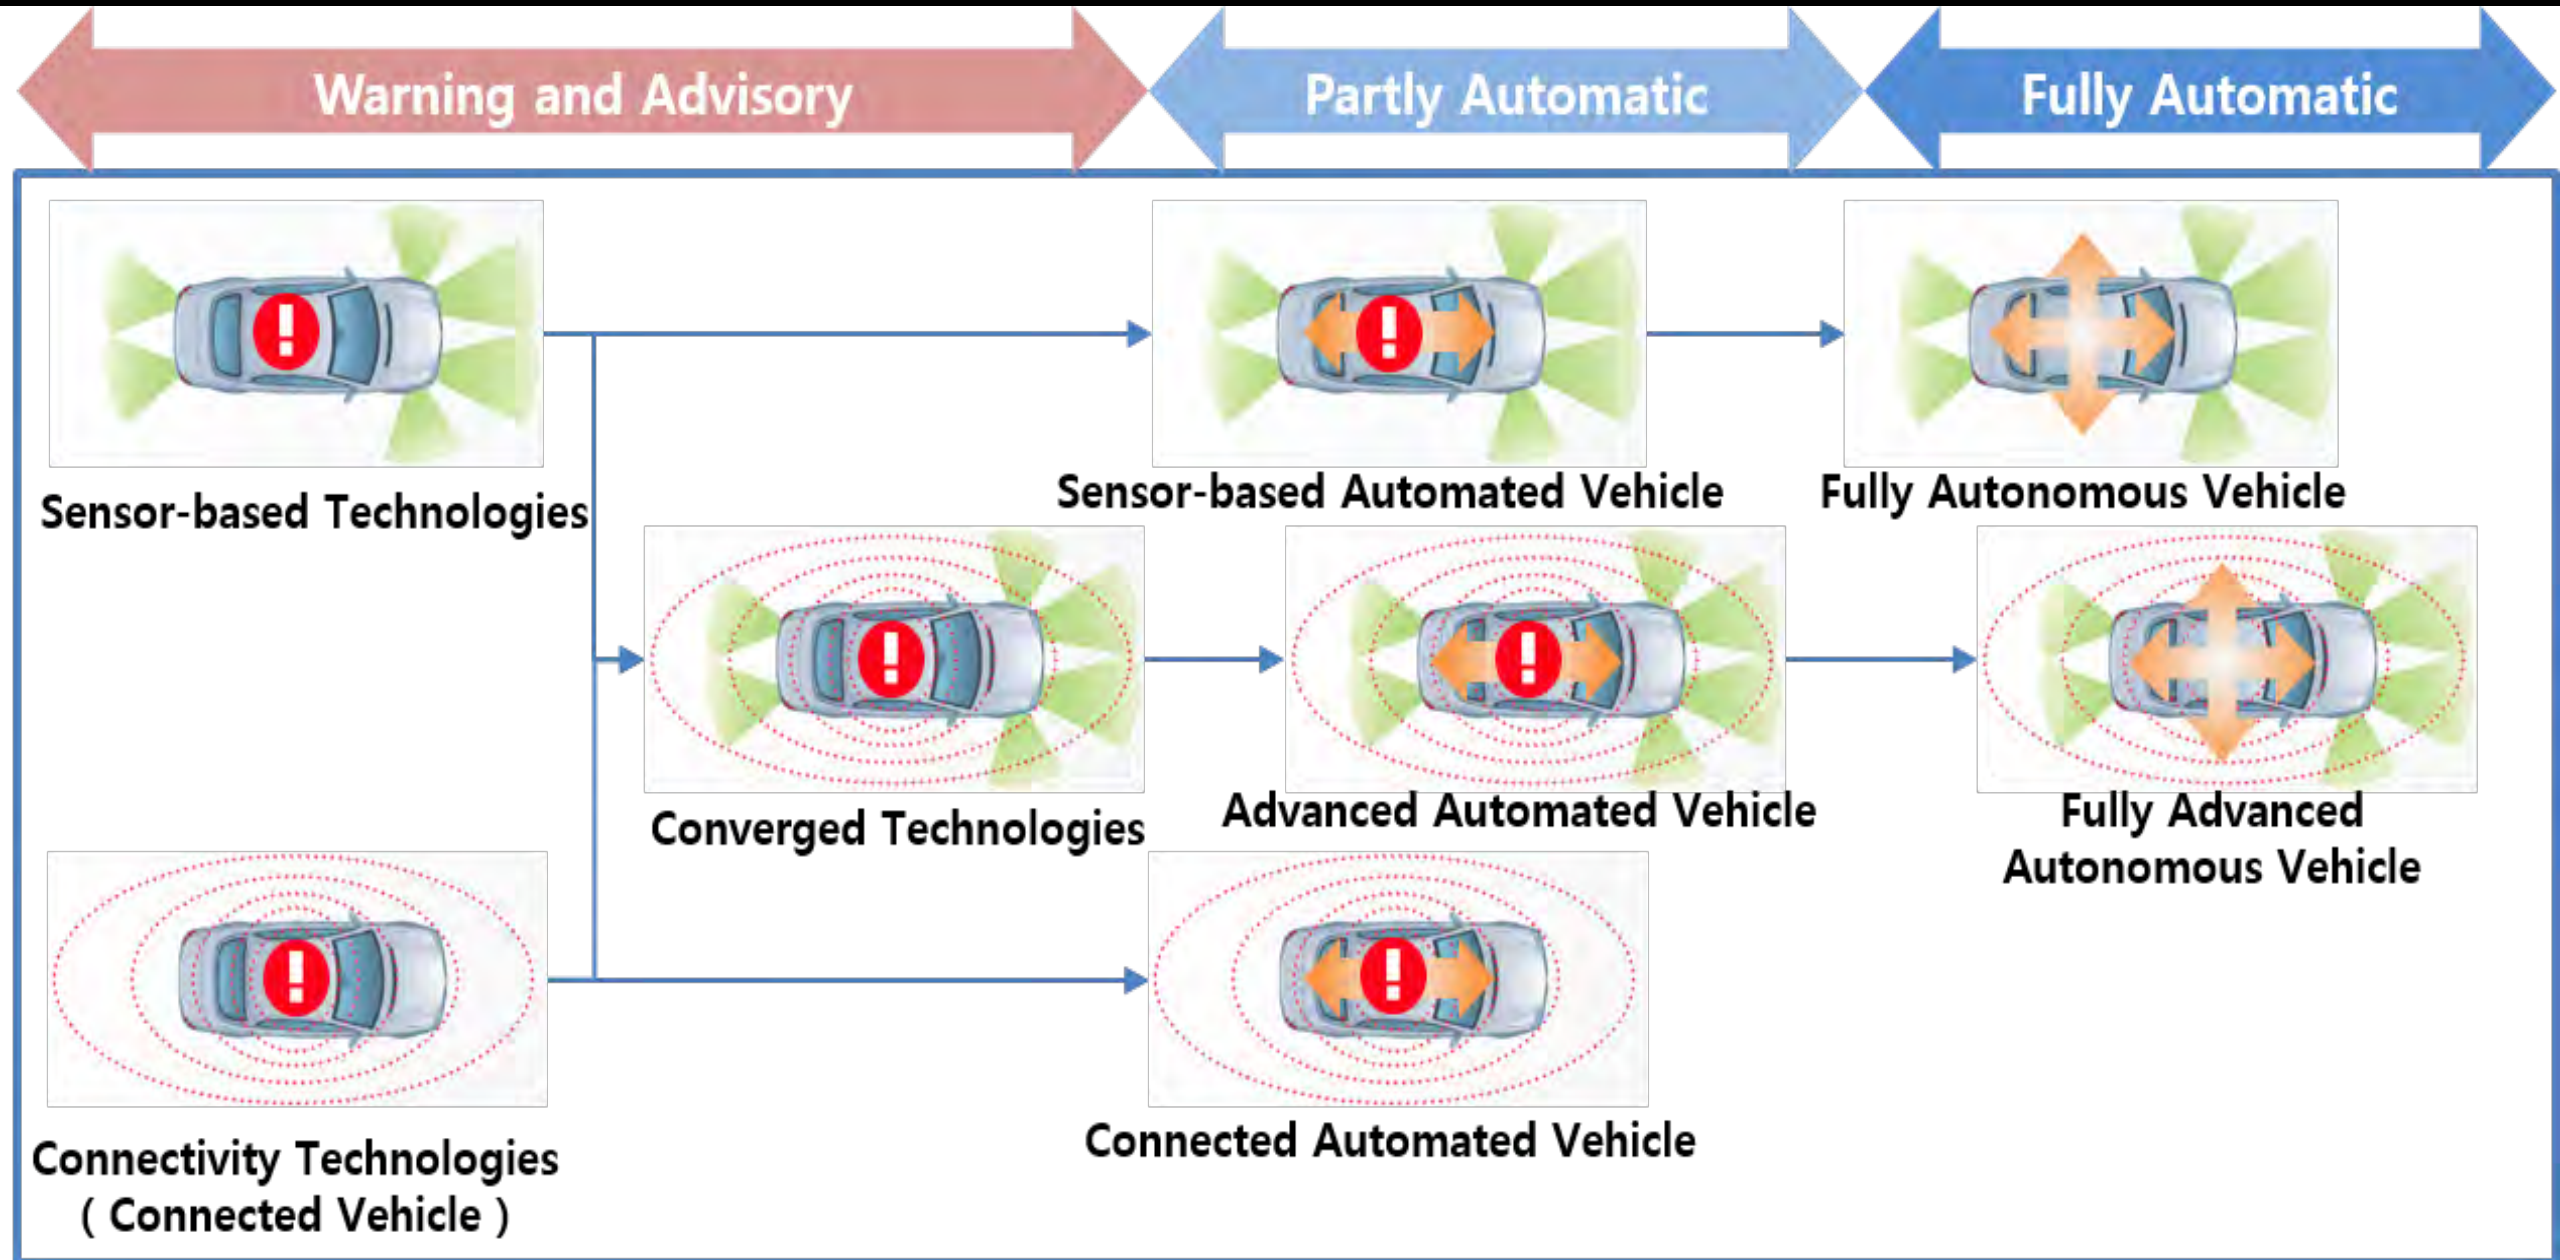 Warning and Advisory
Partly Automatic
Fully Automatic
Sensor-based Technologies
Sensor-based Automated Vehicle
Fully Autonomous Vehicle
Converged Technologies
Advanced Automated Vehicle
Fully Advanced
Autonomous Vehicle
Connectivity Technologies
( Connected Vehicle )
Connected Automated Vehicle